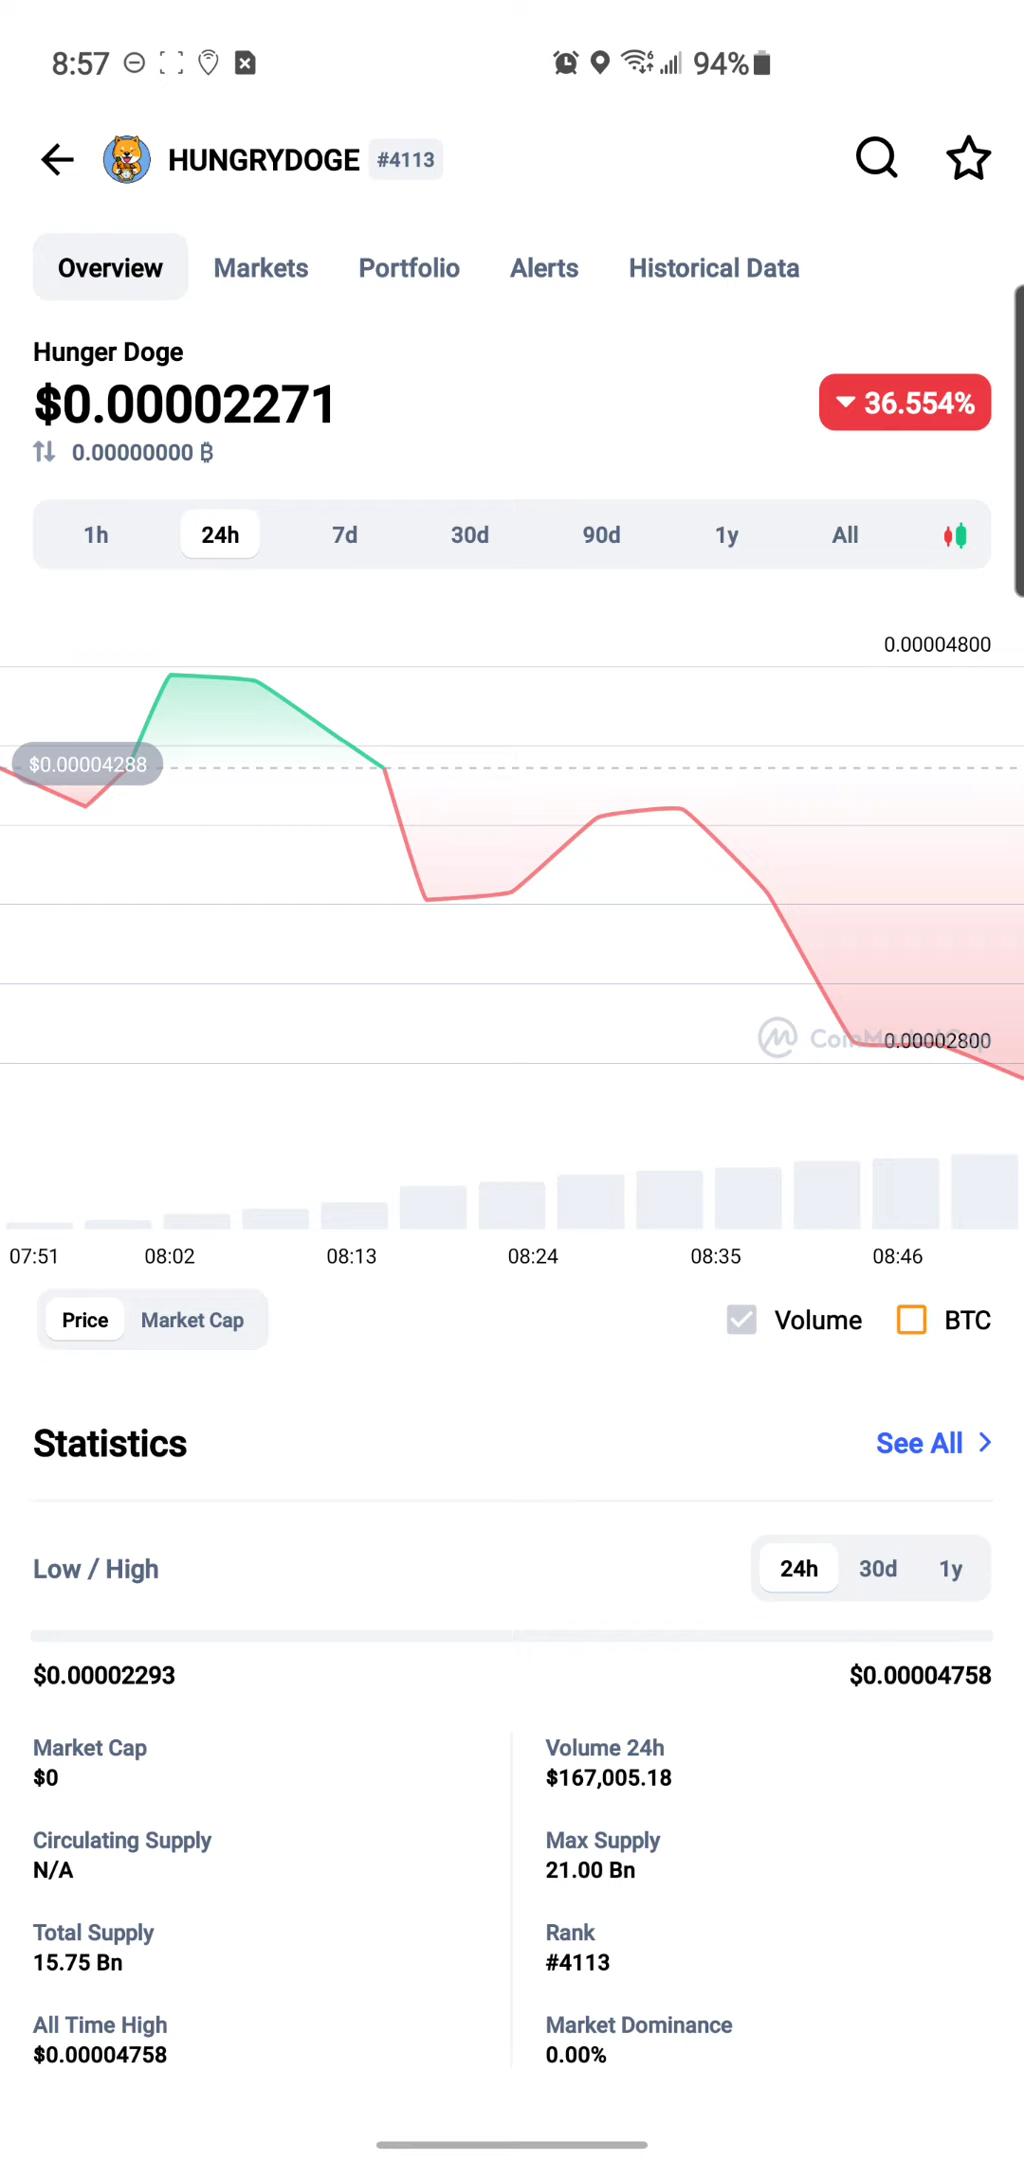 8:57 94%
HUNGRYDOGE #4113
Overview Markets Portfolio Alerts Historical Data
Hunger Doge
$0.00002271 36.554%
0.00000000 ₿
1h 24h 7d 30d 90d 1y All
0.00004800
$0.00004288
CoinMarketCap
0.00002800
07:51 08:02 08:13 08:24 08:35 08:46
Price Market Cap Volume BTC
Statistics See All
Low / High 24h 30d 1y
$0.00002293 $0.00004758
Market Cap Volume 24h
$0 $167,005.18
Circulating Supply Max Supply
N/A 21.00 Bn
Total Supply Rank
15.75 Bn #4113
All Time High Market Dominance
$0.00004758 0.00%